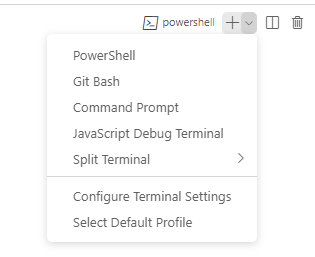 powershell
PowerShell
Git Bash
Command Prompt
JavaScript Debug Terminal
Split Terminal
Configure Terminal Settings
Select Default Profile